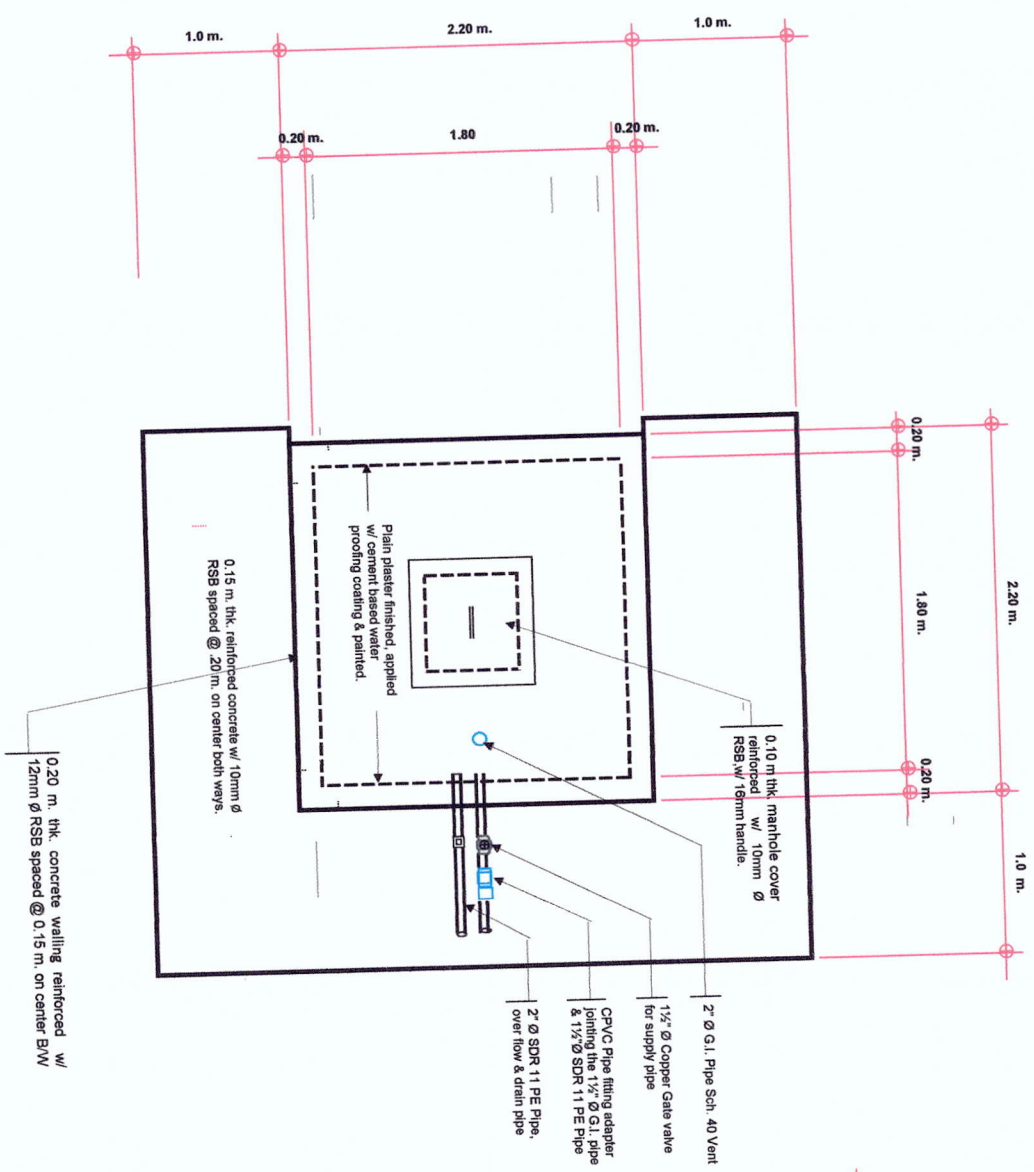 1.0 m.
2.20 m.
1.0 m.
0.20 m.
1.80
0.20 m.
2.20 m.
1.0 m.
0.20 m.
1.80 m.
0.20 m.
0.10 m thk. manhole cover
reinforced w/ 10mm Ø
RSB,w/ 16mm handle.
Plain plaster finished, applied
w/ cement based water
proofing coating & painted.
0.15 m. thk. reinforced concrete w/ 10mm Ø
RSB spaced @ .20 m. on center both ways.
0.20 m. thk. concrete walling reinforced w/
12mm Ø RSB spaced @ 0.15 m. on center B/W
2" Ø G.I. Pipe Sch. 40 Vent
1½" Ø Copper Gate valve
for supply pipe
CPVC Pipe fitting adapter
jointing the 1½" Ø G.I. pipe
& 1½"Ø SDR 11 PE Pipe
2" Ø SDR 11 PE Pipe,
over flow & drain pipe